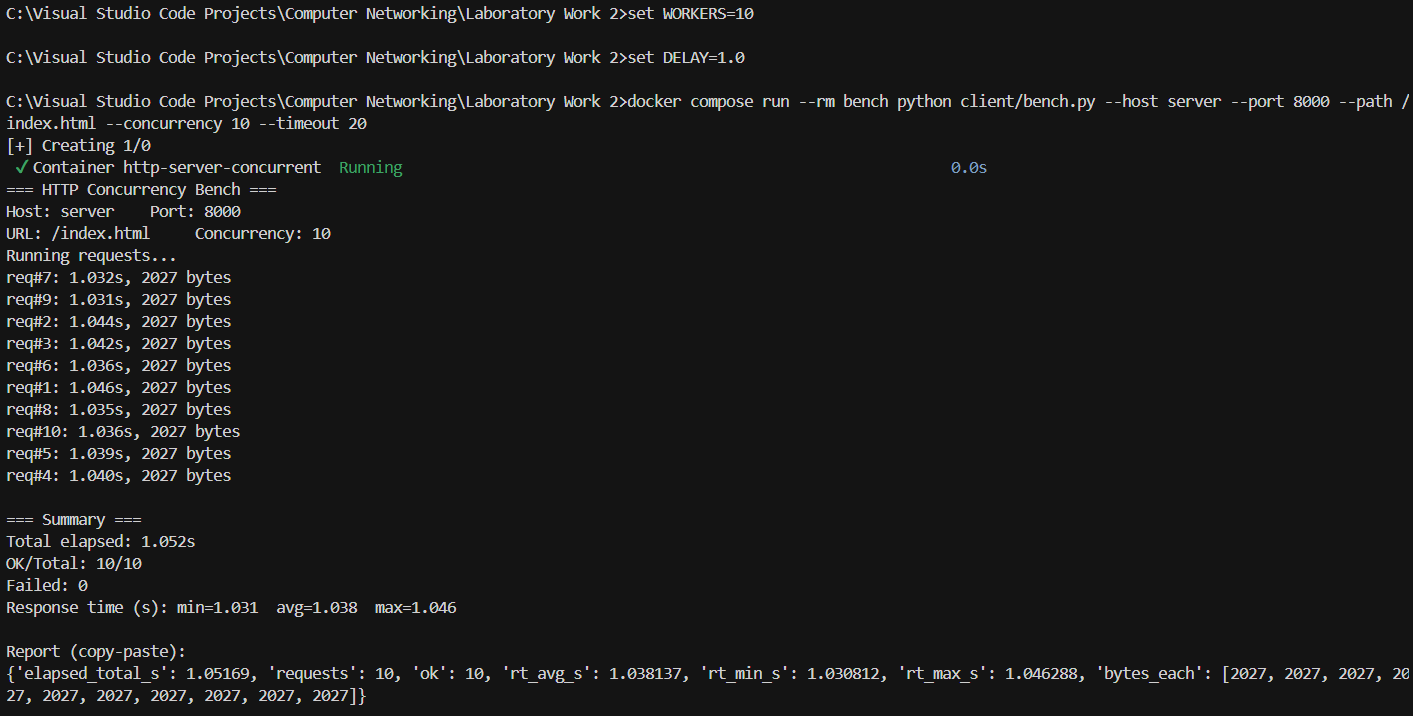 C:\Visual Studio Code Projects\Computer Networking\Laboratory Work 2>set WORKERS=10
C:\Visual Studio Code Projects\Computer Networking\Laboratory Work 2>set DELAY=1.0
C:\Visual Studio Code Projects\Computer Networking\Laboratory Work 2>docker compose run --rm bench python client/bench.py --host server --port 8000 --path /
index.html --concurrency 10 --timeout 20
[+] Creating 1/0
✓Container http-server-concurrent  Running  0.0s
=== HTTP Concurrency Bench ===
Host: server    Port: 8000
URL: /index.html     Concurrency: 10
Running requests...
req#7: 1.032s, 2027 bytes
req#9: 1.031s, 2027 bytes
req#2: 1.044s, 2027 bytes
req#3: 1.042s, 2027 bytes
req#6: 1.036s, 2027 bytes
req#1: 1.046s, 2027 bytes
req#8: 1.035s, 2027 bytes
req#10: 1.036s, 2027 bytes
req#5: 1.039s, 2027 bytes
req#4: 1.040s, 2027 bytes
=== Summary ===
Total elapsed: 1.052s
OK/Total: 10/10
Failed: 0
Response time (s): min=1.031  avg=1.038  max=1.046
Report (copy-paste):
{'elapsed_total_s': 1.05169, 'requests': 10, 'ok': 10, 'rt_avg_s': 1.038137, 'rt_min_s': 1.030812, 'rt_max_s': 1.046288, 'bytes_each': [2027, 2027, 2027, 20
27, 2027, 2027, 2027, 2027, 2027, 2027]}